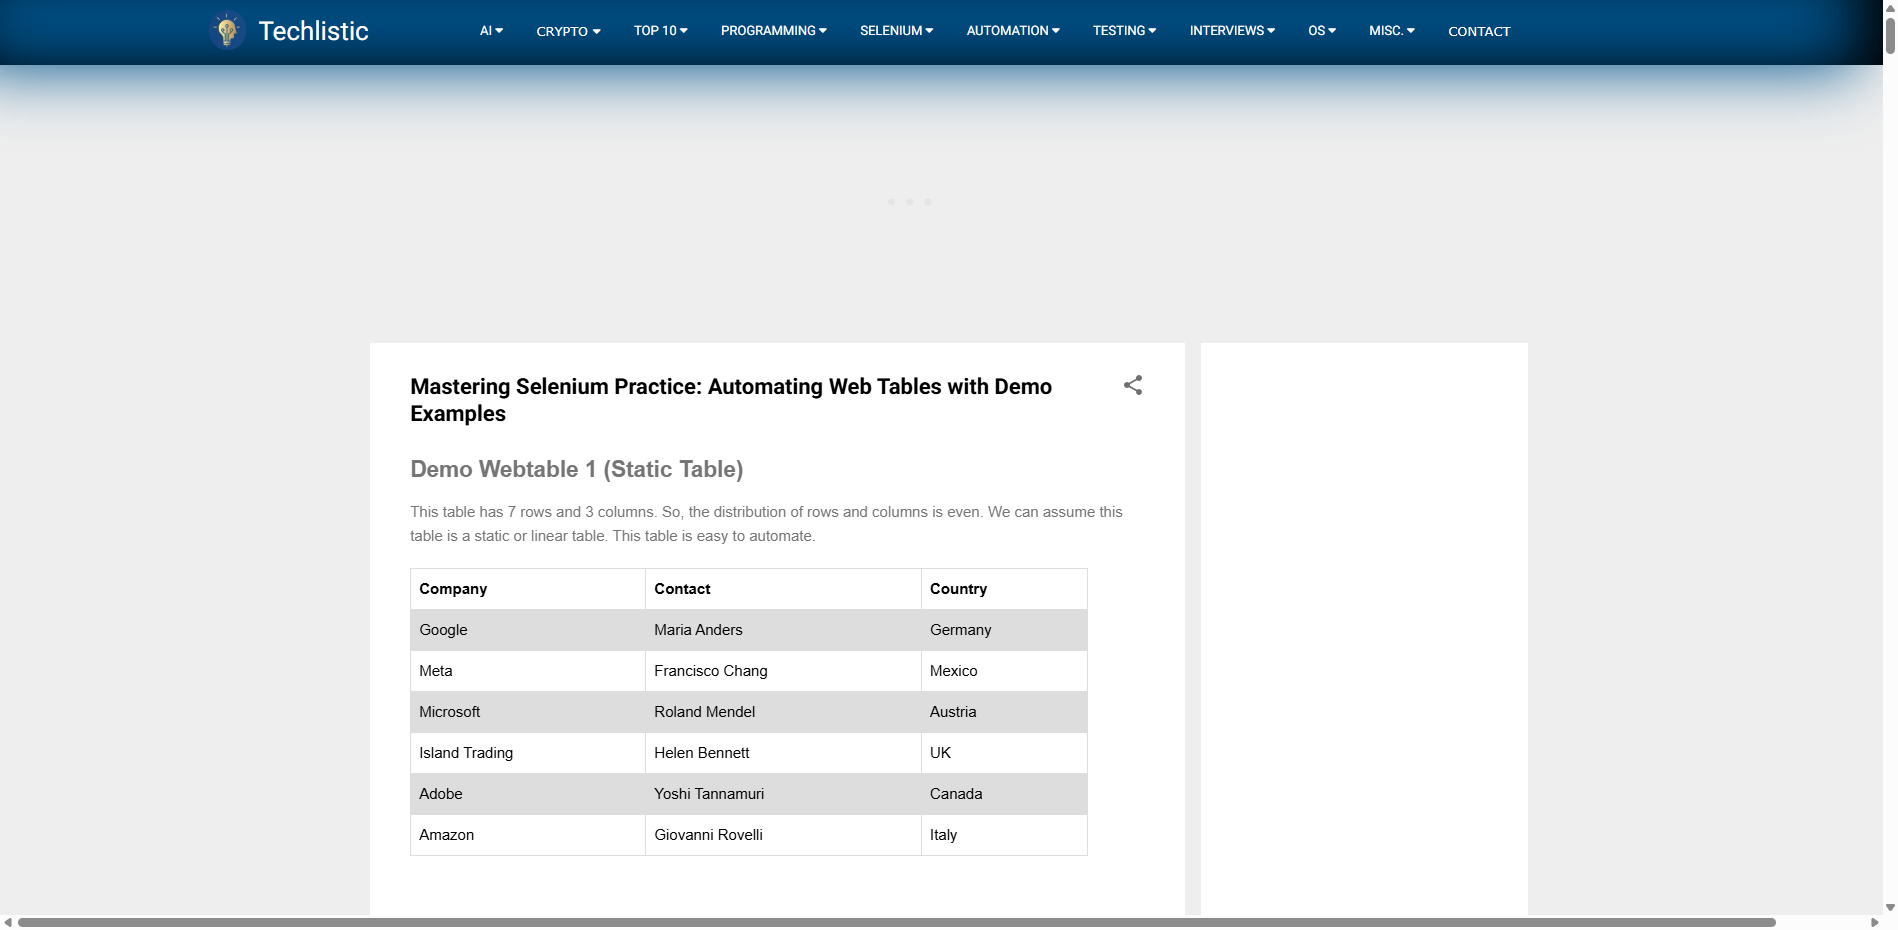 Techlistic
AI CRYPTO TOP 10 PROGRAMMING SELENIUM AUTOMATION TESTING INTERVIEWS OS MISC. CONTACT
Mastering Selenium Practice: Automating Web Tables with Demo
Examples
Demo Webtable 1 (Static Table)
This table has 7 rows and 3 columns. So, the distribution of rows and columns is even. We can assume this
table is a static or linear table. This table is easy to automate.
Company Contact Country
Google Maria Anders Germany
Meta Francisco Chang Mexico
Microsoft Roland Mendel Austria
Island Trading Helen Bennett UK
Adobe Yoshi Tannamuri Canada
Amazon Giovanni Rovelli Italy